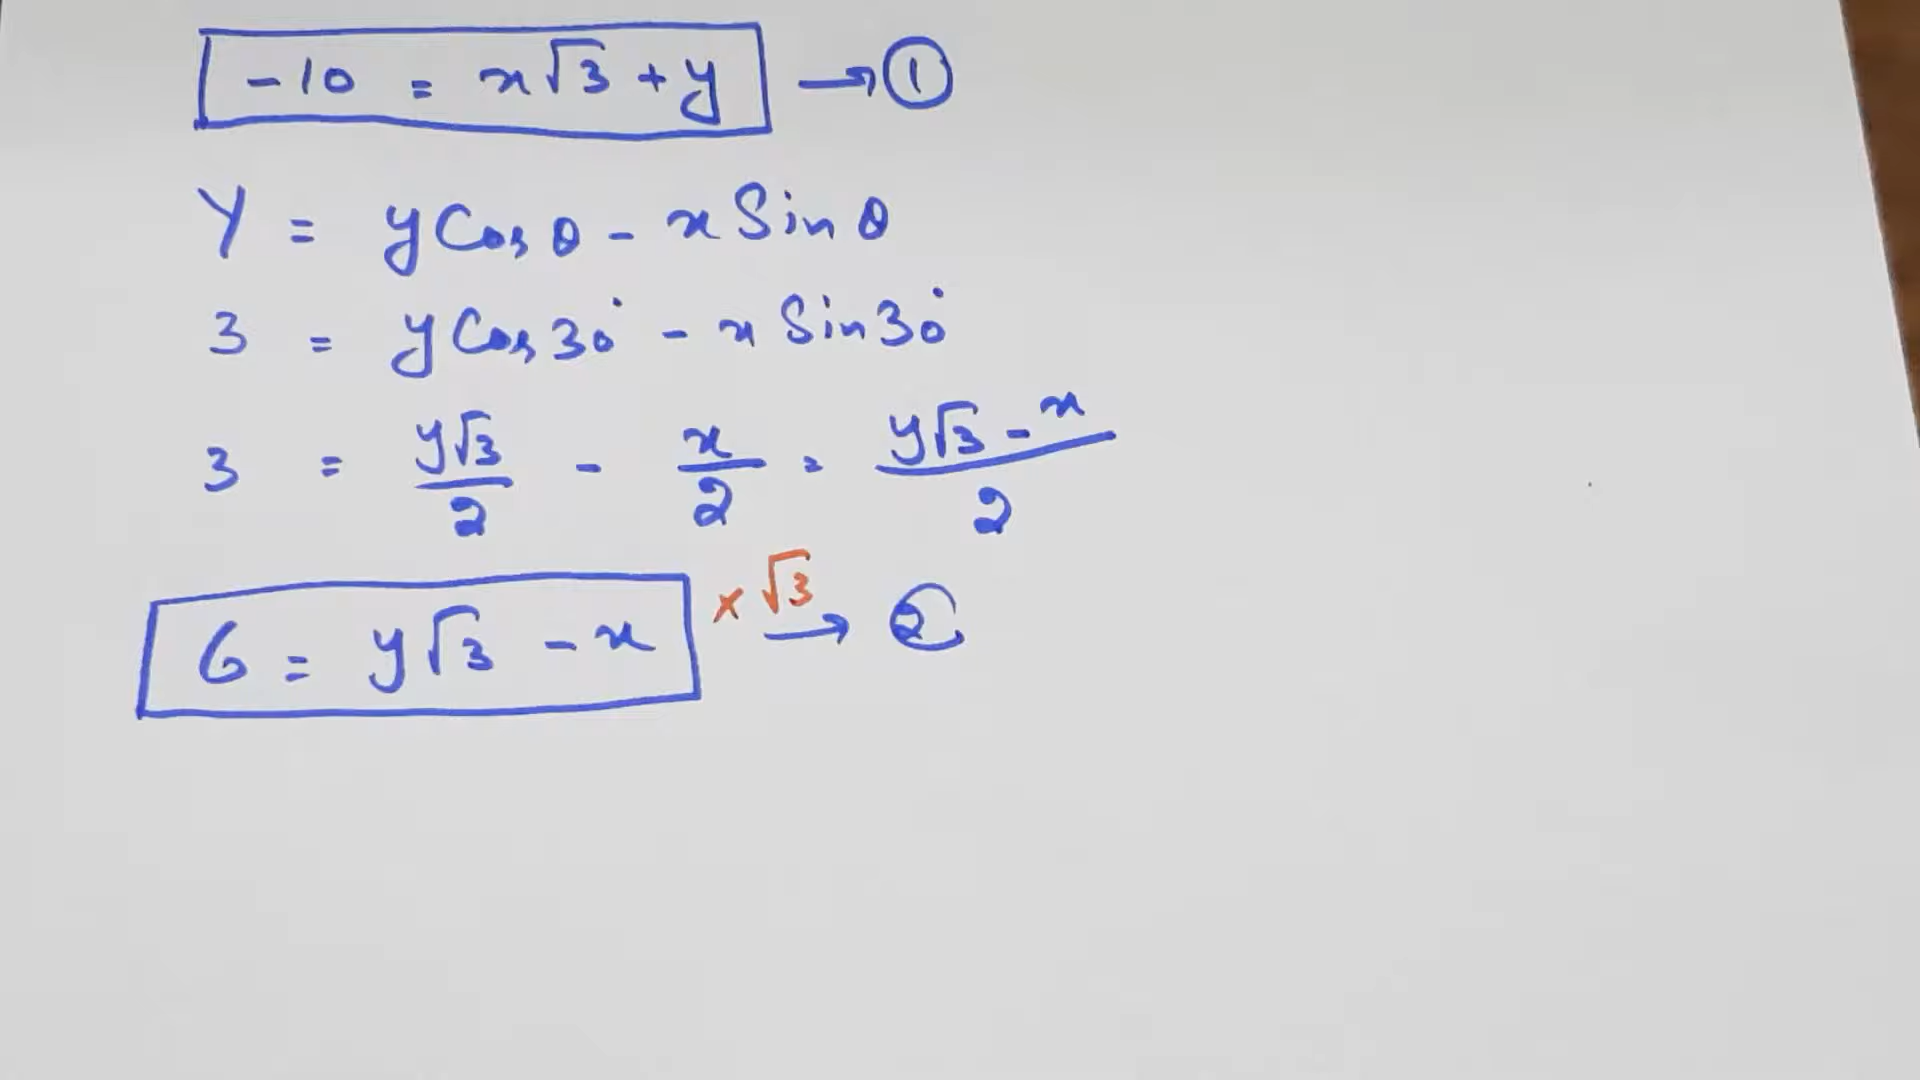 -10 = x√3 + y → ①
Y = y Cos θ - x Sin θ
3 = y Cos 30° - x Sin 30°
3 = y√3/2 - x/2 = y√3 - x/2
6 = y√3 - x × √3 → ②